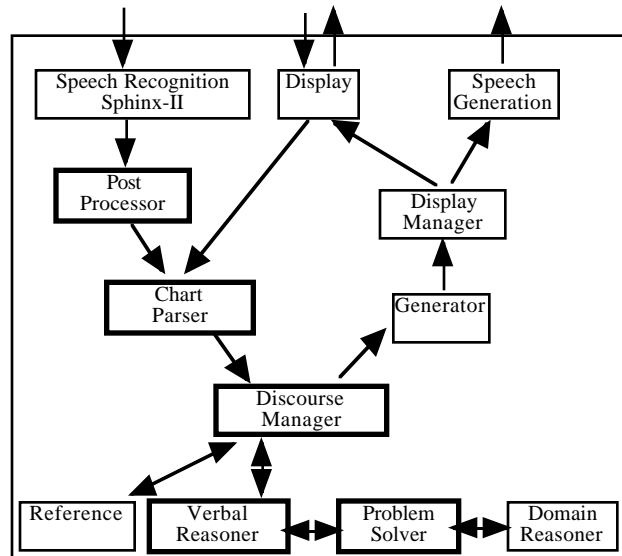 Speech Recognition
Sphinx-II
Display
Speech
Generation
Post
Processor
Display
Manager
Chart
Parser
Generator
Discourse
Manager
Reference
Verbal
Reasoner
Problem
Solver
Domain
Reasoner